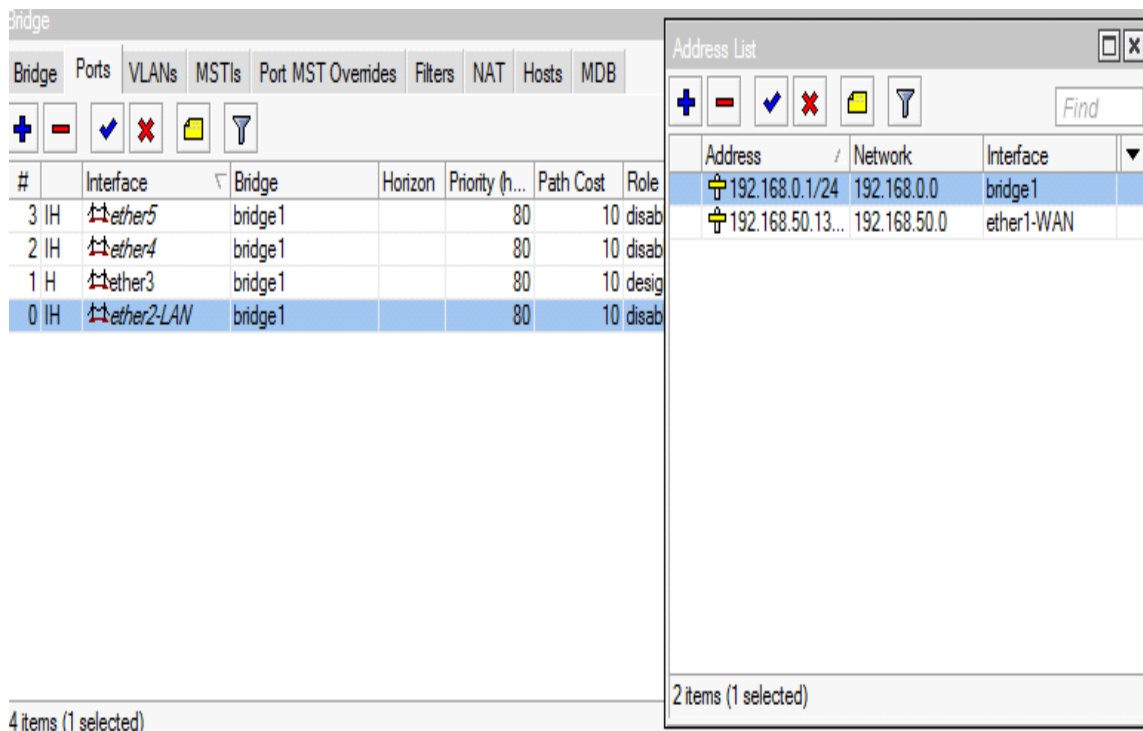 Bridge
Bridge Ports VLANs MSTIs Port MST Overrides Filters NAT Hosts MDB
# Interface Bridge Horizon Priority (h... Path Cost Role
3 IH ether5 bridge1 80 10 disab
2 IH ether4 bridge1 80 10 disab
1 H ether3 bridge1 80 10 desig
0 IH ether2-LAN bridge1 80 10 disab
4 items (1 selected)
Address List
Find
Address Network Interface
192.168.0.1/24 192.168.0.0 bridge1
192.168.50.13... 192.168.50.0 ether1-WAN
2 items (1 selected)